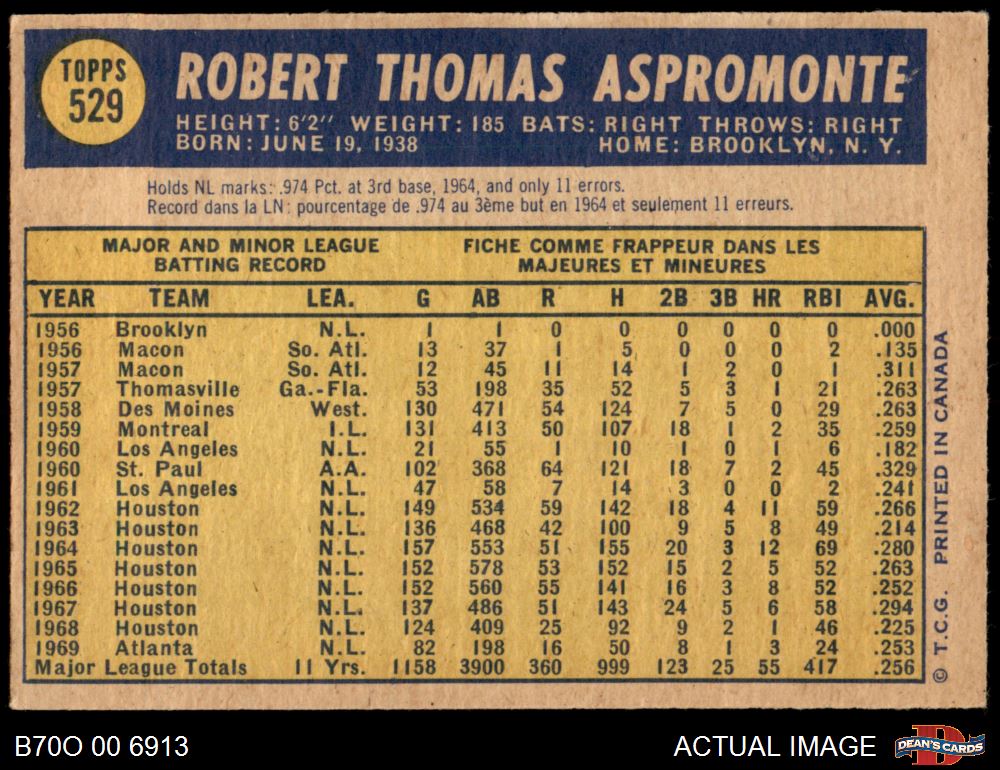 TOPPS
529
ROBERT THOMAS ASPROMONTE
HEIGHT: 6'2" WEIGHT: 185 BATS: RIGHT THROWS: RIGHT
BORN: JUNE 19, 1938 HOME: BROOKLYN, N. Y.
Holds NL marks: .974 Pct. at 3rd base, 1964, and only 11 errors.
Record dans la LN: pourcentage de .974 au 3ème but en 1964 et seulement 11 erreurs.
MAJOR AND MINOR LEAGUE FICHE COMME FRAPPEUR DANS LES
BATTING RECORD MAJEURES ET MINEURES
YEAR TEAM LEA. G AB R H 2B 3B HR RBI AVG.
1956 Brooklyn N.L. 1 1 0 0 0 0 0 0 .000
1956 Macon So. Atl. 13 37 1 5 0 0 0 2 .135
1957 Macon So. Atl. 12 45 11 14 1 2 0 1 .311
1957 Thomasville Ga.-Fla. 53 198 35 52 5 3 1 21 .263
1958 Des Moines West. 130 471 54 124 7 5 0 29 .263
1959 Montreal I.L. 131 413 50 107 18 1 2 35 .259
1960 Los Angeles N.L. 21 55 1 10 1 0 1 6 .182
1960 St. Paul A.A. 102 368 64 121 18 7 2 45 .329
1961 Los Angeles N.L. 47 58 7 14 3 0 0 2 .241
1962 Houston N.L. 149 534 59 142 18 4 11 59 .266
1963 Houston N.L. 136 468 42 100 9 5 8 49 .214
1964 Houston N.L. 157 553 51 155 20 3 12 69 .280
1965 Houston N.L. 152 578 53 152 15 2 5 52 .263
1966 Houston N.L. 152 560 55 141 16 3 8 52 .252
1967 Houston N.L. 137 486 51 143 24 5 6 58 .294
1968 Houston N.L. 124 409 25 92 9 2 1 46 .225
1969 Atlanta N.L. 82 198 16 50 8 1 3 24 .253
Major League Totals 11 Yrs. 1158 3900 360 999 123 25 55 417 .256
© T.C.G. PRINTED IN CANADA
B70O 00 6913 ACTUAL IMAGE
D
DEAN'S CARDS